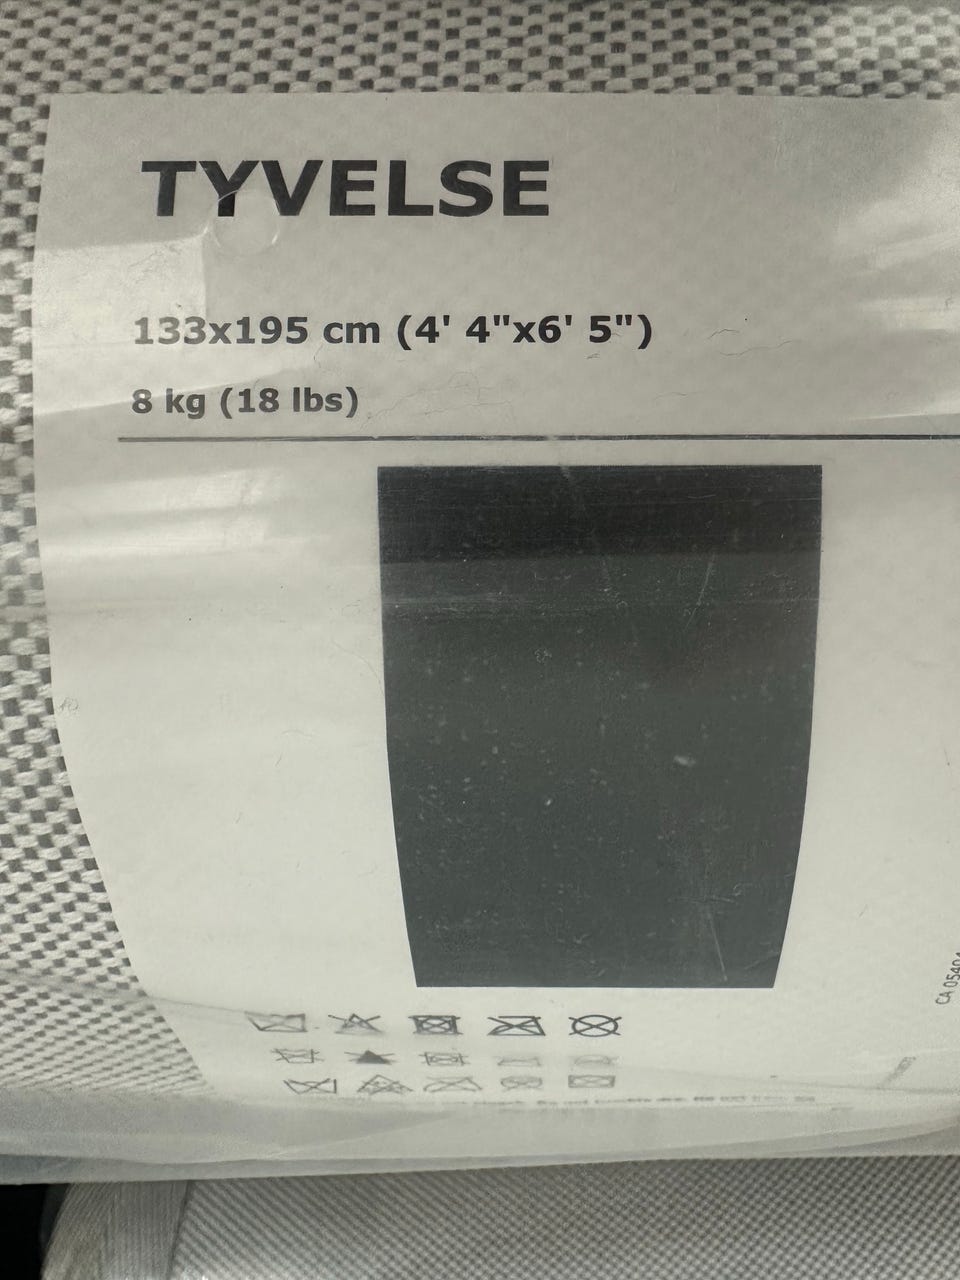 TYVELSE
133x195 cm (4' 4"x6' 5")
8 kg (18 lbs)